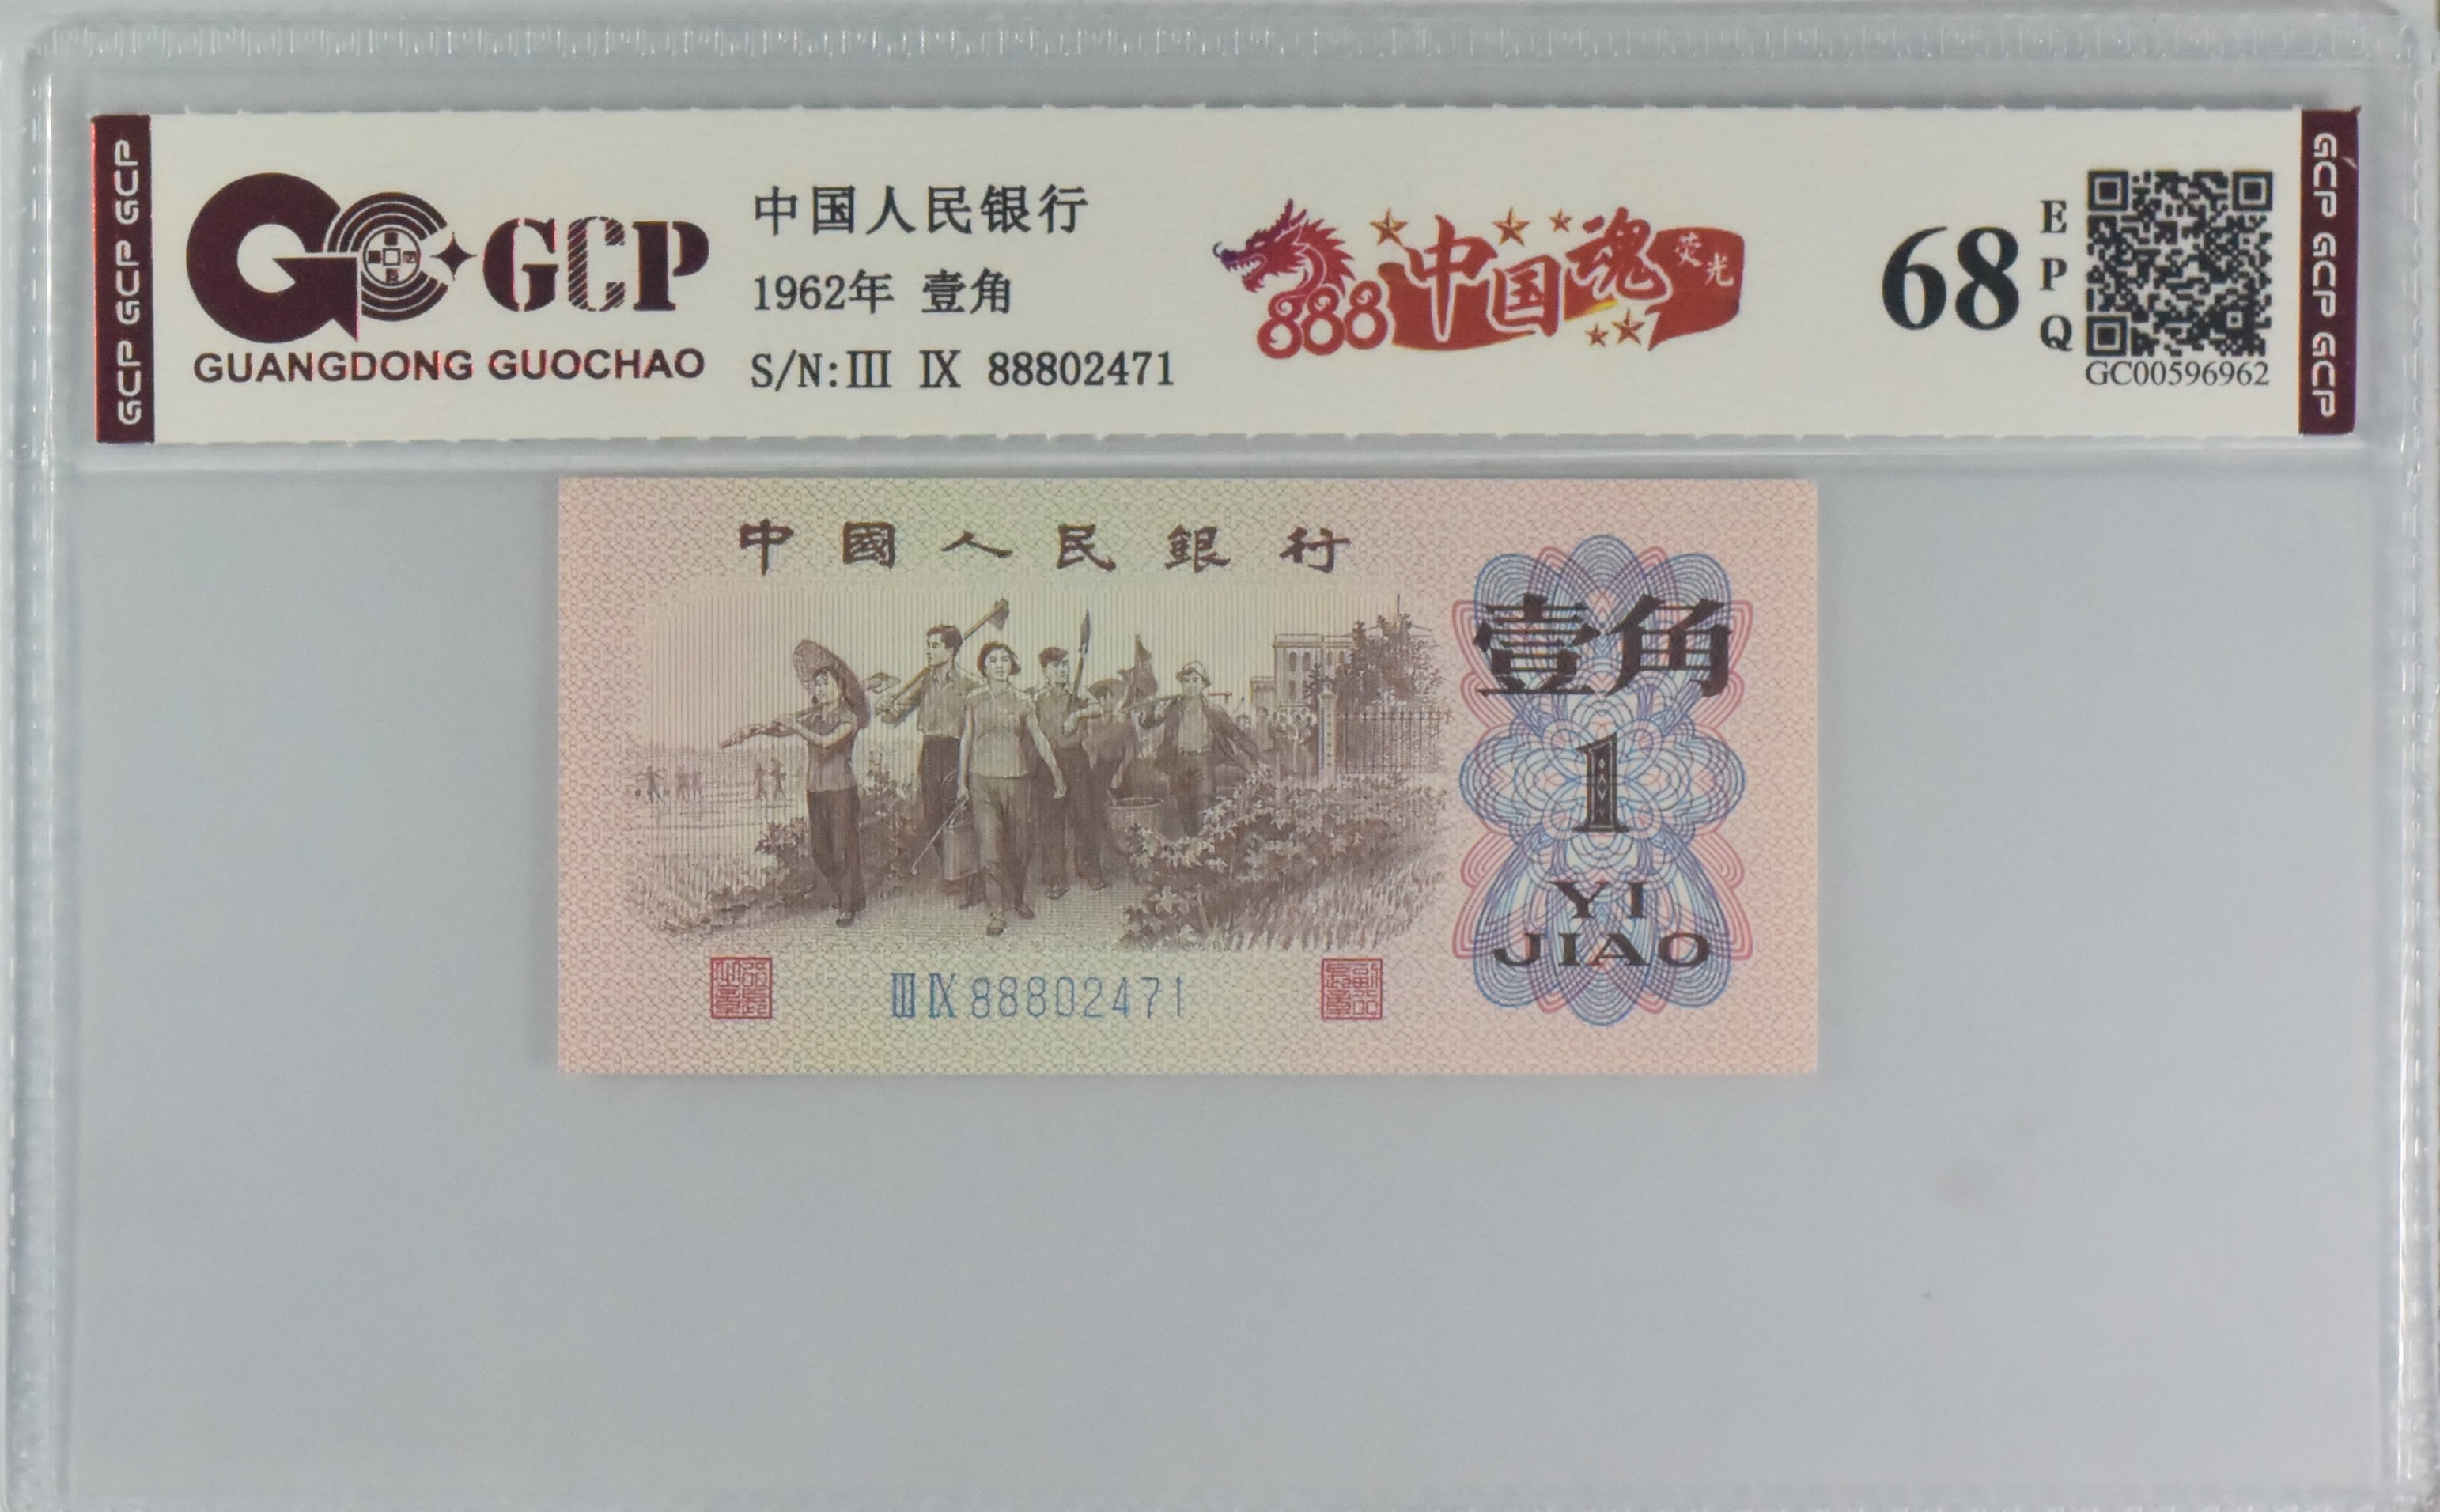 GCP GCP GCP
GCP
GUANGDONG GUOCHAO
中国人民银行
1962年 壹角
S/N:Ⅲ Ⅸ 88802471
888中国魂
荧光
68
EPQ
GC00596962
GCP GCP GCP
中國人民銀行
壹角
1
YI
JIAO
Ⅲ Ⅸ 88802471